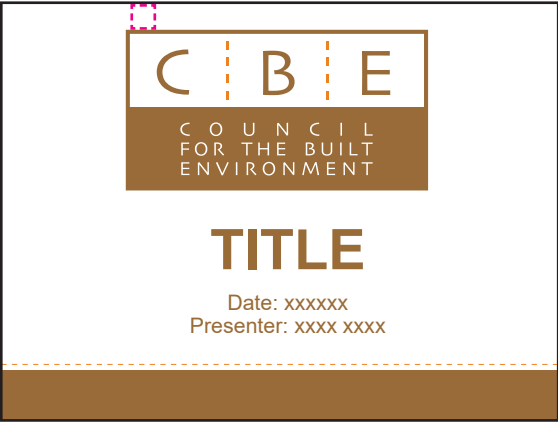 C B E
COUNCIL
FOR THE BUILT
ENVIRONMENT
TITLE
Date: xxxxxx
Presenter: xxxx xxxx